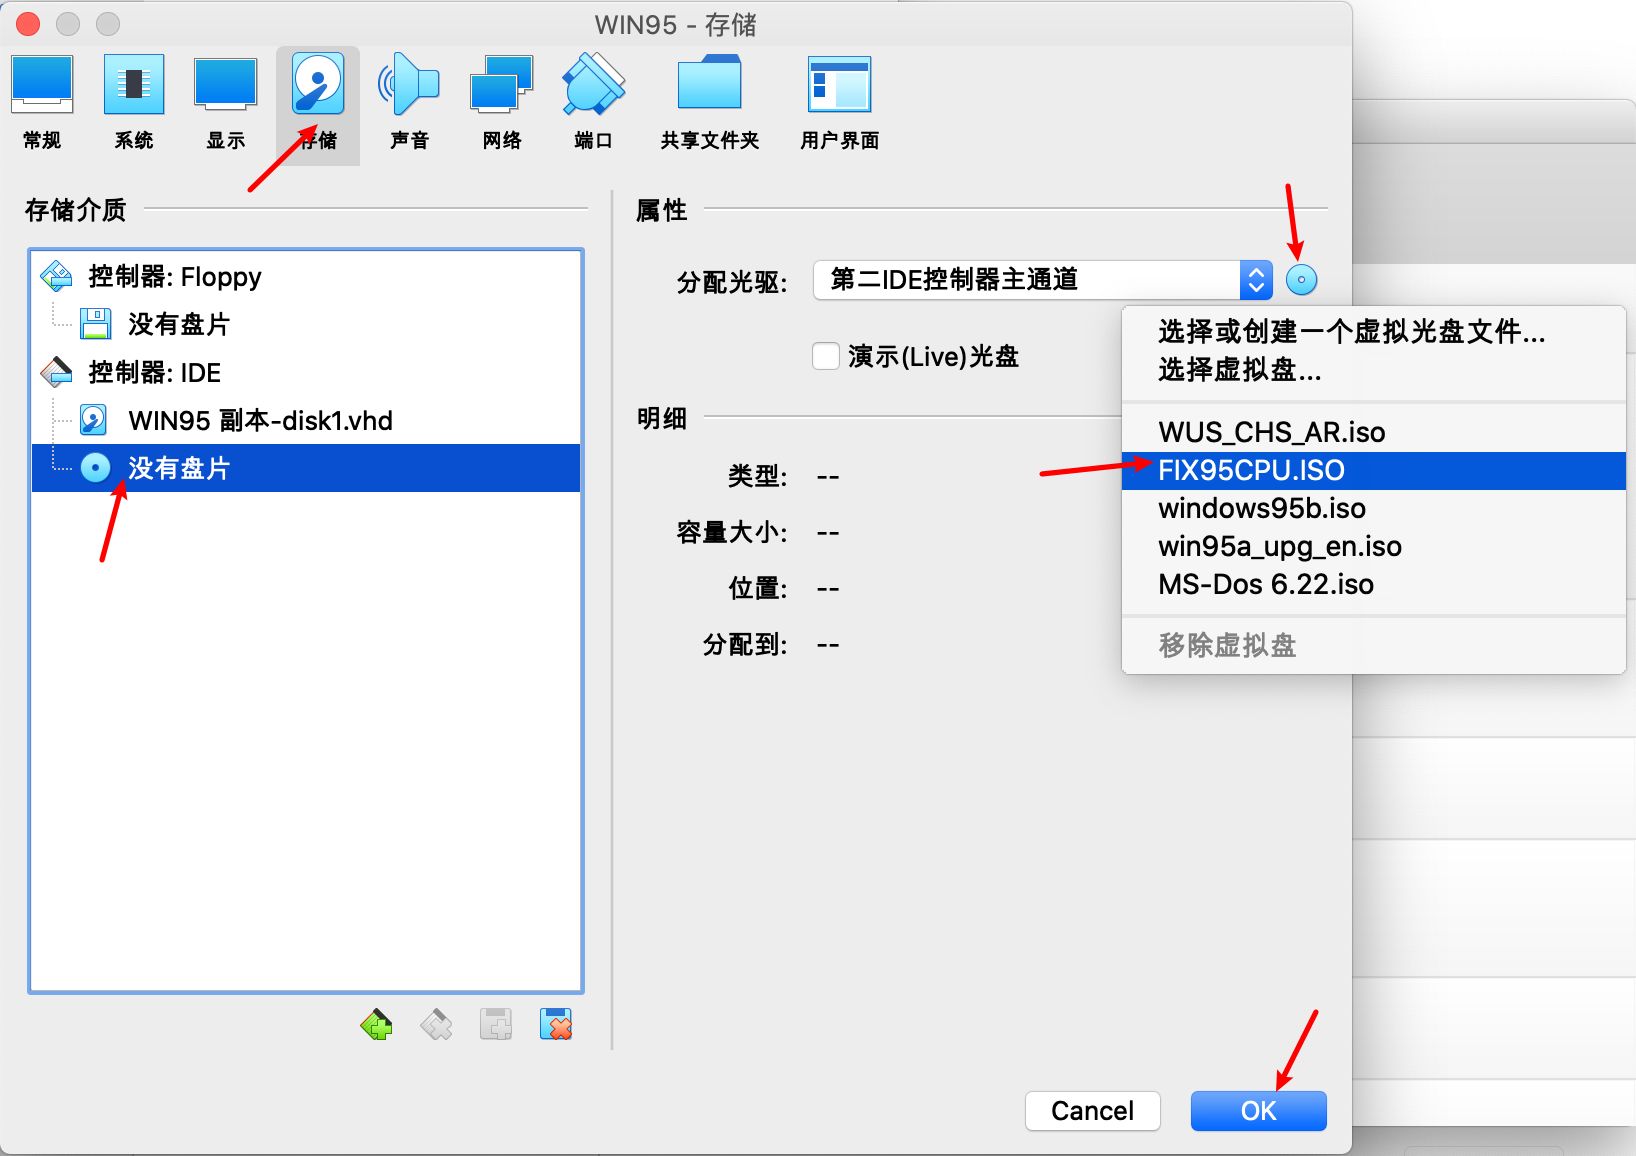 WIN95 - 存储
常规
系统
显示
存储
声音
网络
端口
共享文件夹
用户界面
存储介质
控制器: Floppy
没有盘片
控制器: IDE
WIN95 副本-disk1.vhd
没有盘片
属性
分配光驱: 第二IDE控制器主通道
演示(Live)光盘
明细
类型: --
容量大小: --
位置: --
分配到: --
选择或创建一个虚拟光盘文件...
选择虚拟盘...
WUS_CHS_AR.iso
FIX95CPU.ISO
windows95b.iso
win95a_upg_en.iso
MS-Dos 6.22.iso
移除虚拟盘
Cancel
OK